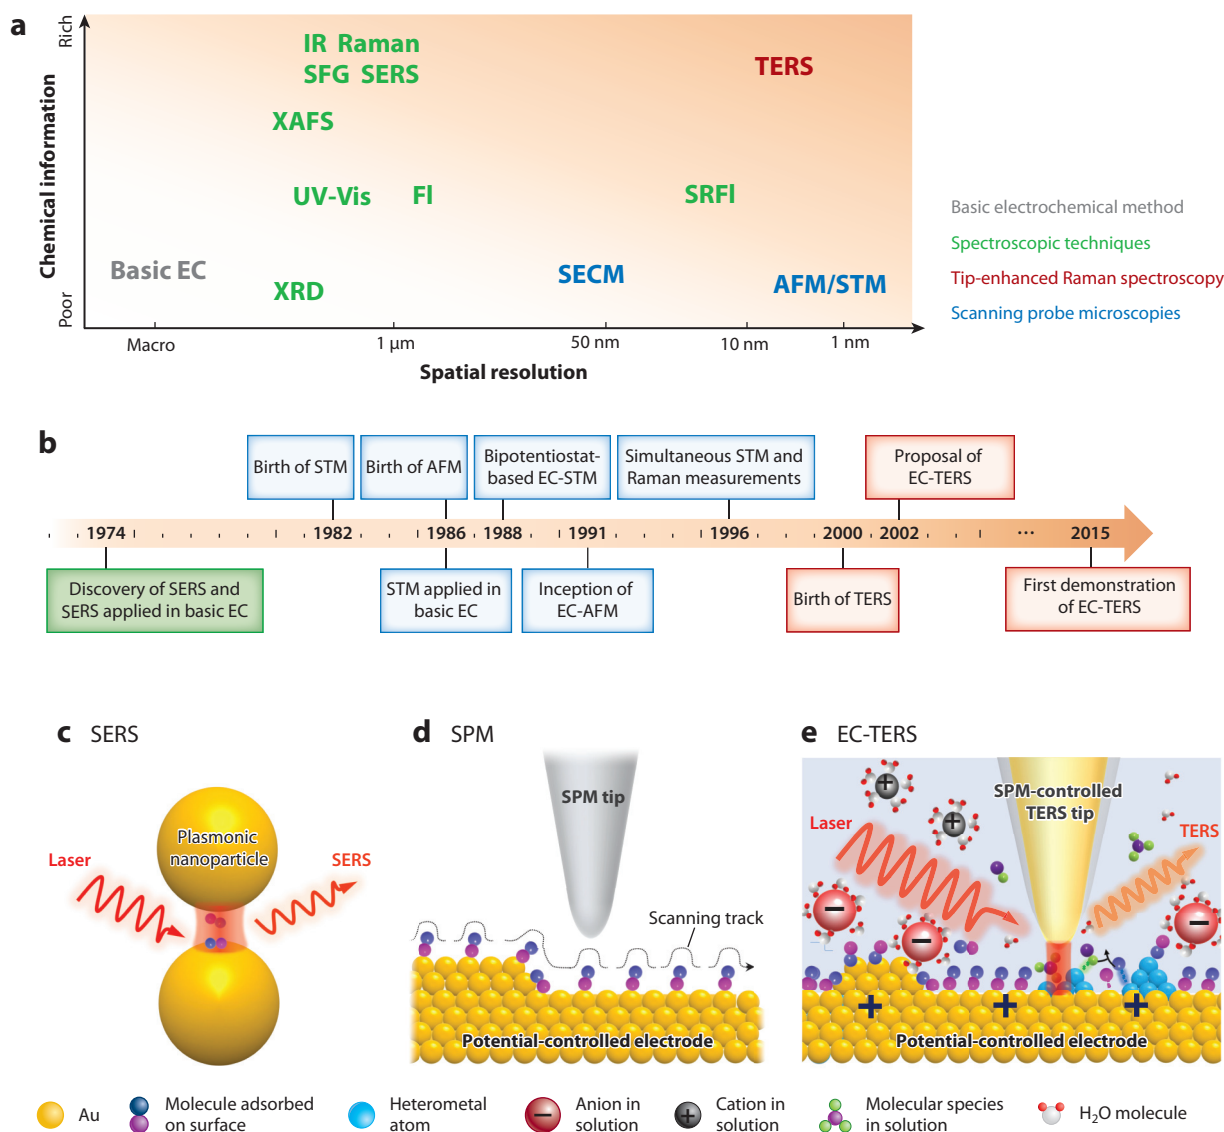 a
Rich
Chemical information
Poor
IR Raman
SFG SERS
TERS
XAFS
UV-Vis
Fl
SRFl
Basic EC
XRD
SECM
AFM/STM
Macro
1 μm
50 nm
10 nm
1 nm
Spatial resolution
Basic electrochemical method
Spectroscopic techniques
Tip-enhanced Raman spectroscopy
Scanning probe microscopies
b
Birth of STM
Birth of AFM
Bipotentiostat-
based EC-STM
Simultaneous STM and
Raman measurements
Proposal of
EC-TERS
1974
1982
1986
1988
1991
1996
2000
2002
...
2015
Discovery of SERS and
SERS applied in basic EC
STM applied in
basic EC
Inception of
EC-AFM
Birth of TERS
First demonstration
of EC-TERS
c SERS
Plasmonic
nanoparticle
Laser
SERS
d SPM
SPM tip
Scanning track
Potential-controlled electrode
e EC-TERS
+
+
SPM-controlled
TERS tip
Laser
TERS
−
−
−
+
+
+
Potential-controlled electrode
Au
Molecule adsorbed
on surface
Heterometal
atom
−
Anion in
solution
+
Cation in
solution
Molecular species
in solution
H₂O molecule